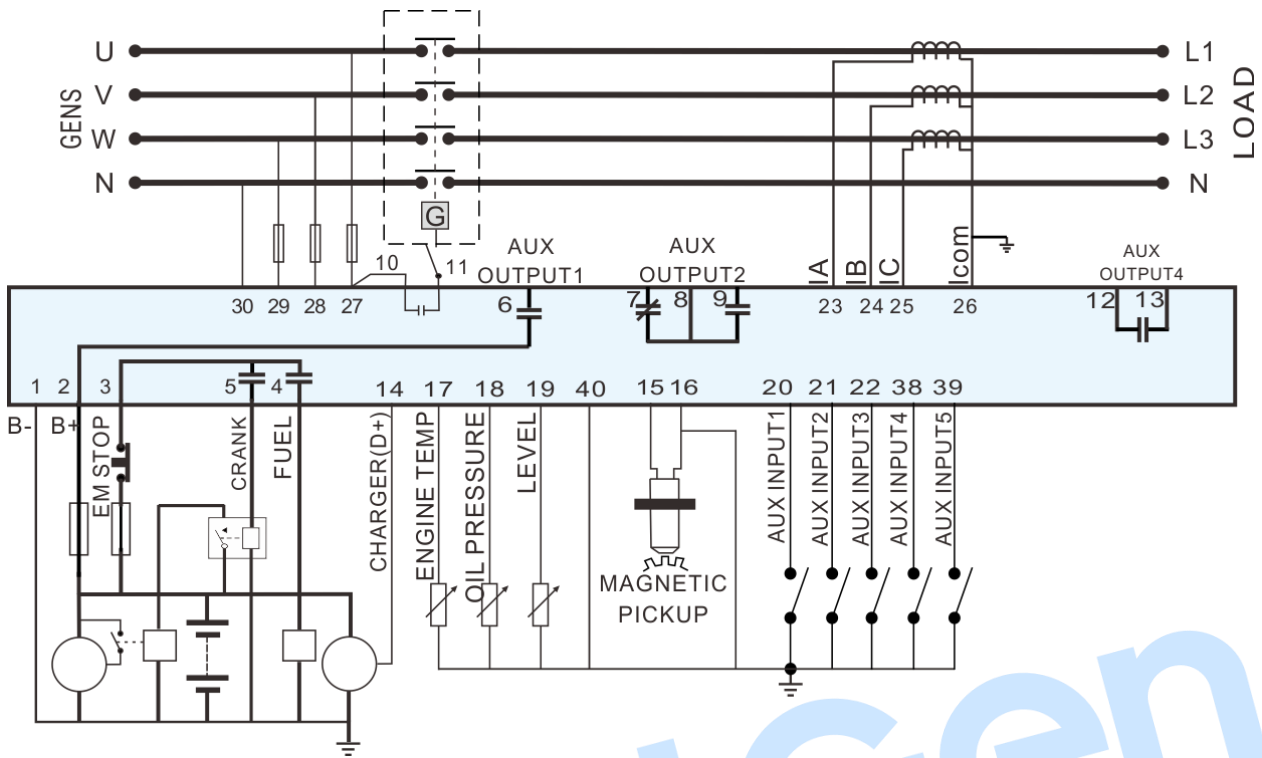 U
V
W
N
GENS
L1
L2
L3
N
LOAD
G
10
11
AUX
OUTPUT1
6
AUX
OUTPUT2
7 8 9
IA
IB
IC
Icom
AUX
OUTPUT4
12 13
30 29 28 27
23 24 25 26
1 2 3 5 4 14 17 18 19 40 15 16 20 21 22 38 39
B- B+
EM STOP
CRANK
FUEL
CHARGER(D+)
ENGINE TEMP
OIL PRESSURE
LEVEL
MAGNETIC
PICKUP
AUX INPUT1
AUX INPUT2
AUX INPUT3
AUX INPUT4
AUX INPUT5
Gen